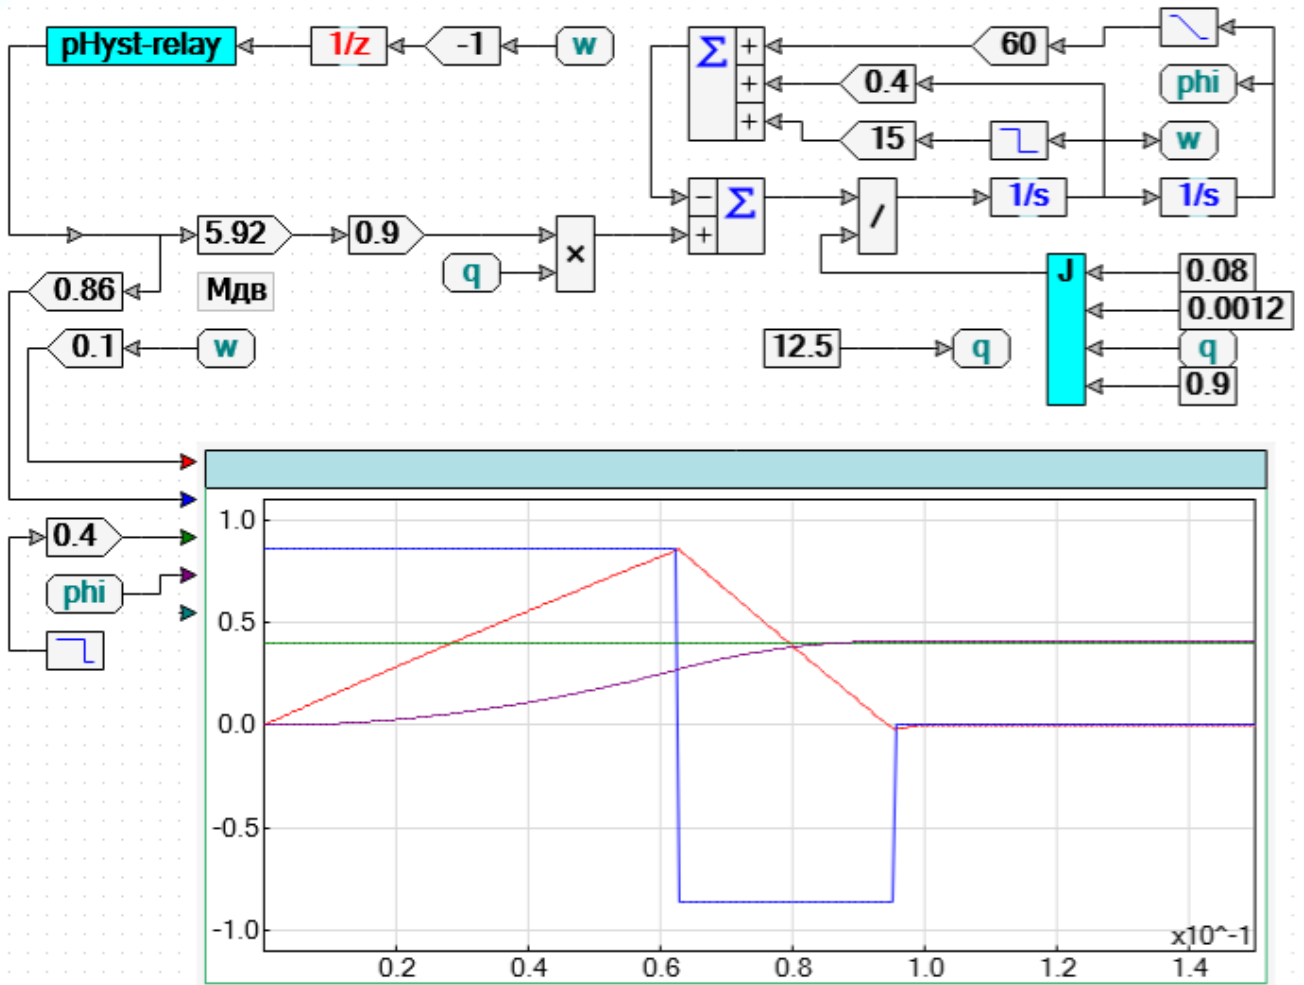 pHyst-relay 1/z -1 w
Σ + 60
+ 0.4 phi
+ 15 w
− Σ / 1/s 1/s
+
5.92 0.9 ×
q
0.86 Мдв
J 0.08
0.0012
0.1 w 12.5 q q
0.9
0.4
phi
1.0
0.5
0.0
-0.5
-1.0
x10^-1
0.2 0.4 0.6 0.8 1.0 1.2 1.4